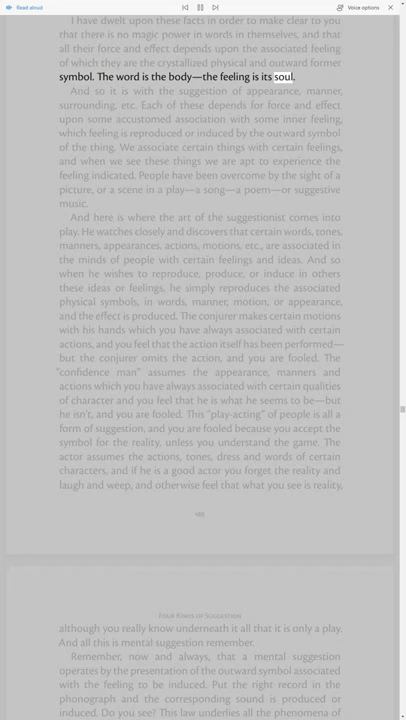 Read aloud
Voice options
I have dwelt upon these facts in order to make clear to you
that there is no magic power in words in themselves, and that
all their force and effect depends upon the associated feeling
of which they are the crystallized physical and outward former
symbol. The word is the body—the feeling is its soul.
And so it is with the suggestion of appearance, manner,
surrounding, etc. Each of these depends for force and effect
upon some accustomed association with some inner feeling,
which feeling is reproduced or induced by the outward symbol
of the thing. We associate certain things with certain feelings,
and when we see these things we are apt to experience the
feeling indicated. People have been overcome by the sight of a
picture, or a scene in a play—a song—a poem—or suggestive
music.
And here is where the art of the suggestionist comes into
play. He watches closely and discovers that certain words, tones,
manners, appearances, actions, motions, etc., are associated in
the minds of people with certain feelings and ideas. And so
when he wishes to reproduce, produce, or induce in others
these ideas or feelings, he simply reproduces the associated
physical symbols, in words, manner, motion, or appearance,
and the effect is produced. The conjurer makes certain motions
with his hands which you have always associated with certain
actions, and you feel that the action itself has been performed—
but the conjurer omits the action, and you are fooled. The
“confidence man” assumes the appearance, manners and
actions which you have always associated with certain qualities
of character and you feel that he is what he seems to be—but
he isn’t, and you are fooled. This “play-acting” of people is all a
form of suggestion, and you are fooled because you accept the
symbol for the reality, unless you understand the game. The
actor assumes the actions, tones, dress and words of certain
characters, and if he is a good actor you forget the reality and
laugh and weep, and otherwise feel that what you see is reality,
Four Kinds of Suggestion
although you really know underneath it all that it is only a play.
And all this is mental suggestion remember.
Remember, now and always, that a mental suggestion
operates by the presentation of the outward symbol associated
with the feeling to be induced. Put the right record in the
phonograph and the corresponding sound is produced or
induced. Do you see? This law underlies all the phenomena of